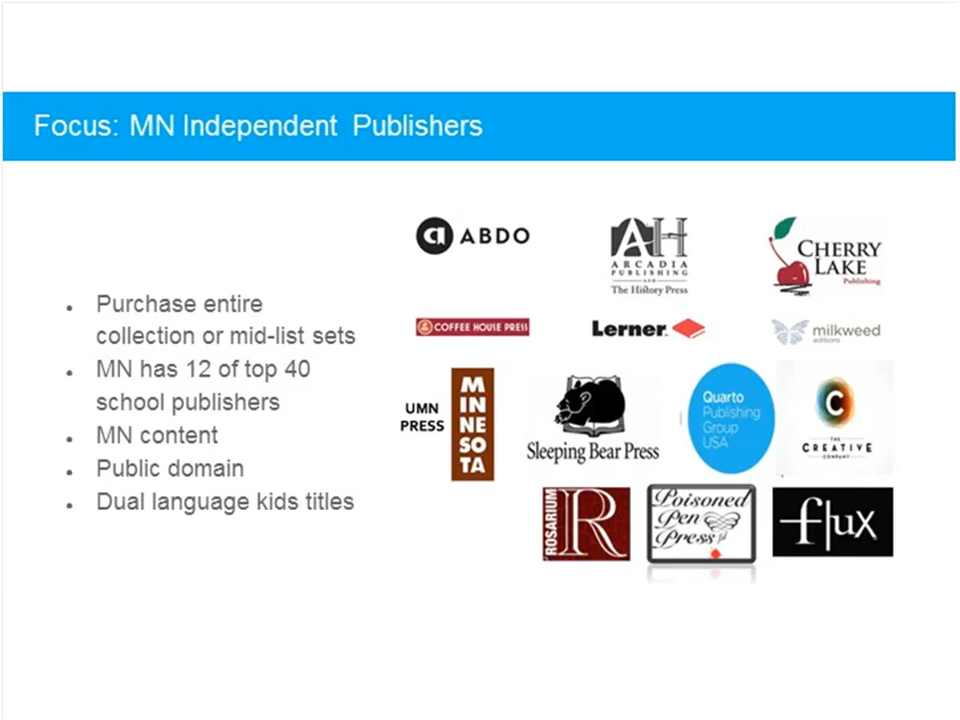 Focus: MN Independent Publishers
Purchase entire
collection or mid-list sets
MN has 12 of top 40
school publishers
MN content
Public domain
Dual language kids titles
a ABDO
AH
ARCADIA
PUBLISHING
AND
The History Press
CHERRY
LAKE
Publishing
COFFEE HOUSE PRESS
Lerner
milkweed
editions
UMN
PRESS
MINNESOTA
Sleeping Bear Press
Quarto
Publishing
Group
USA
C
THE
CREATIVE
COMPANY
ROSARIUM
R
Poisoned
Pen
Press
flux